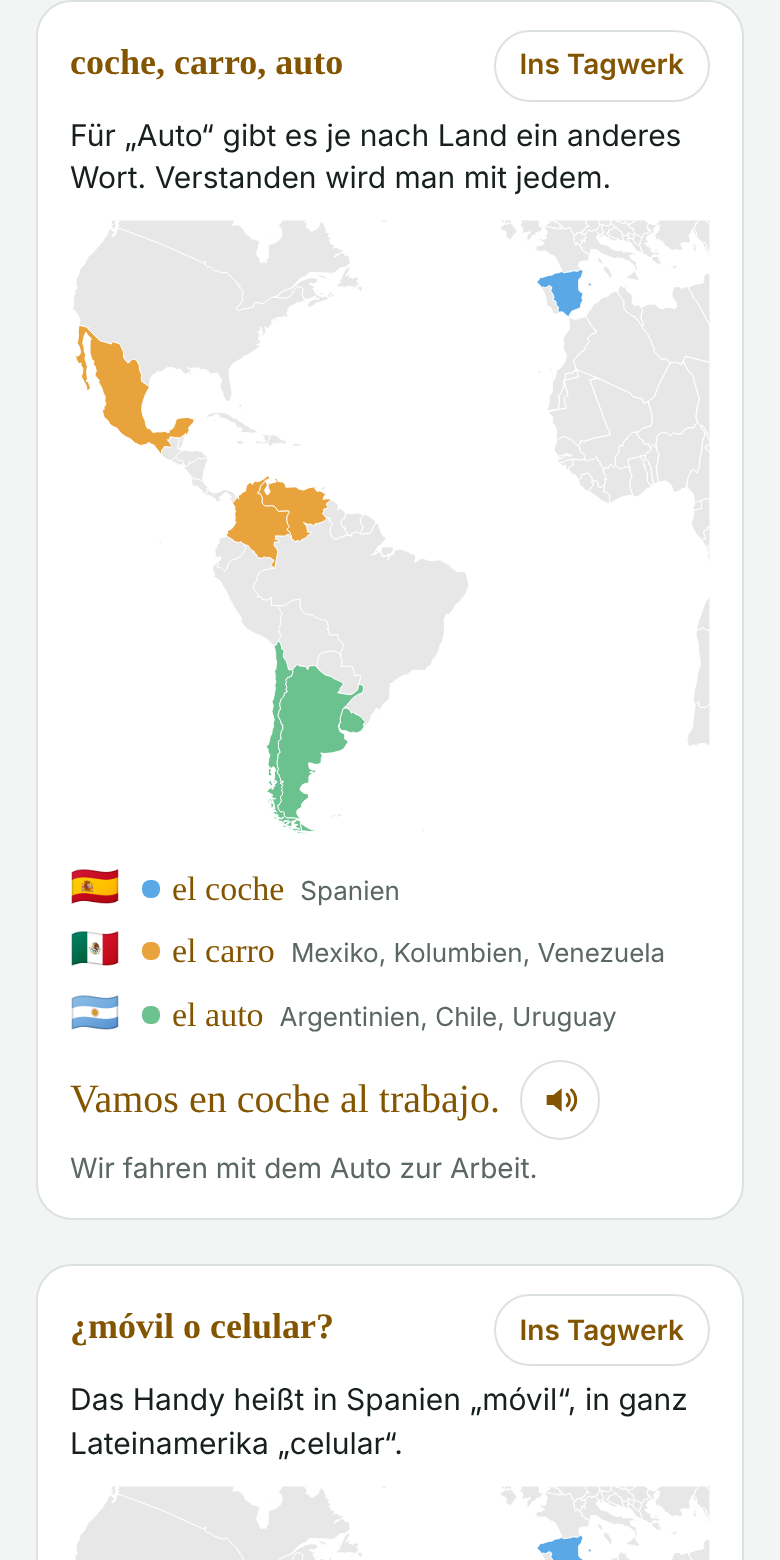 coche, carro, auto
Ins Tagwerk
Für „Auto“ gibt es je nach Land ein anderes
Wort. Verstanden wird man mit jedem.
el coche Spanien
el carro Mexiko, Kolumbien, Venezuela
el auto Argentinien, Chile, Uruguay
Vamos en coche al trabajo.
Wir fahren mit dem Auto zur Arbeit.
¿móvil o celular?
Ins Tagwerk
Das Handy heißt in Spanien „móvil“, in ganz
Lateinamerika „celular“.